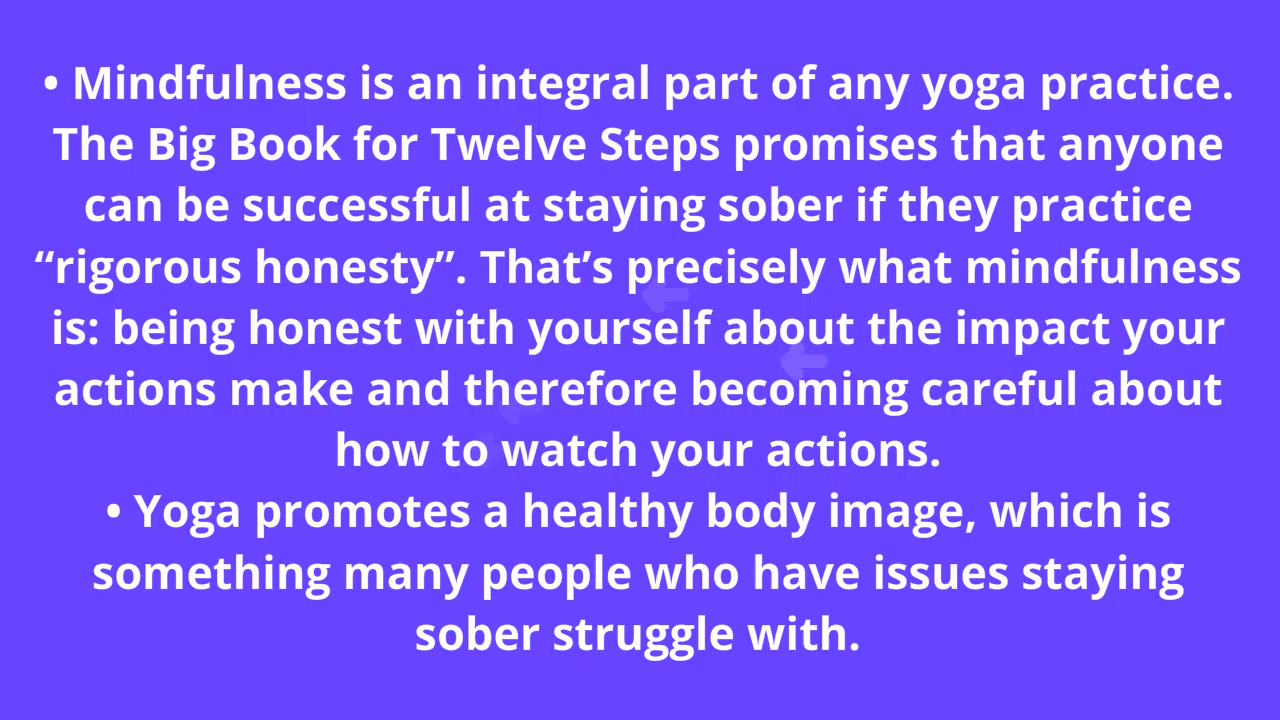 • Mindfulness is an integral part of any yoga practice.
The Big Book for Twelve Steps promises that anyone
can be successful at staying sober if they practice
“rigorous honesty”. That’s precisely what mindfulness
is: being honest with yourself about the impact your
actions make and therefore becoming careful about
how to watch your actions.
• Yoga promotes a healthy body image, which is
something many people who have issues staying
sober struggle with.